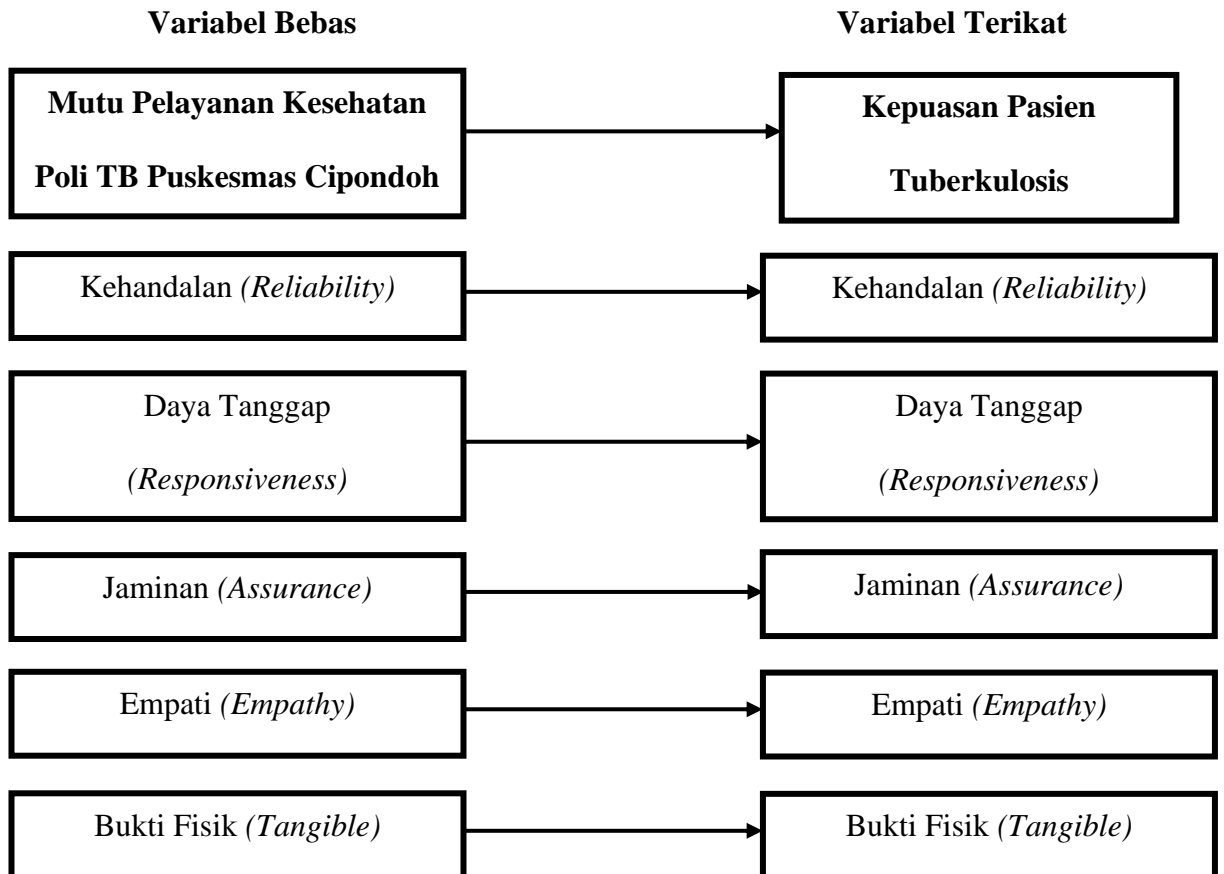 Variabel Bebas
Variabel Terikat
Mutu Pelayanan Kesehatan
Poli TB Puskesmas Cipondoh
Kepuasan Pasien
Tuberkulosis
Kehandalan (Reliability)
Kehandalan (Reliability)
Daya Tanggap
(Responsiveness)
Daya Tanggap
(Responsiveness)
Jaminan (Assurance)
Jaminan (Assurance)
Empati (Empathy)
Empati (Empathy)
Bukti Fisik (Tangible)
Bukti Fisik (Tangible)